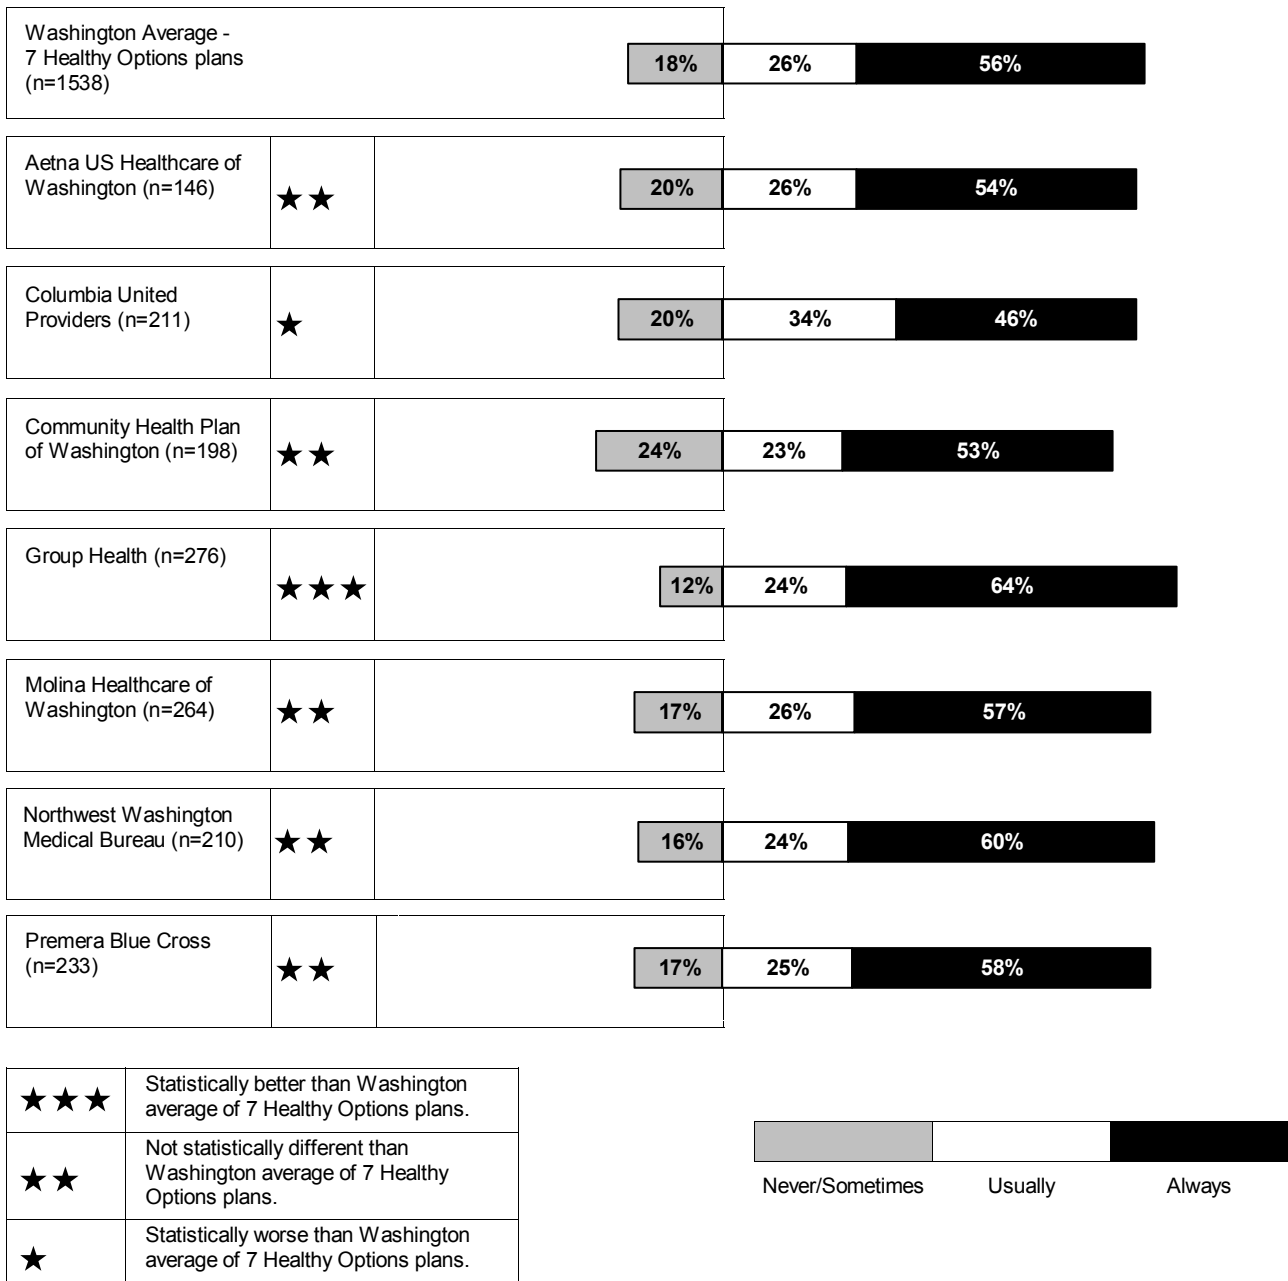 Washington Average -
7 Healthy Options plans
(n=1538)
18% 26% 56%
Aetna US Healthcare of
Washington (n=146)
★★
20% 26% 54%
Columbia United
Providers (n=211)
★
20% 34% 46%
Community Health Plan
of Washington (n=198)
★★
24% 23% 53%
Group Health (n=276)
★★★
12% 24% 64%
Molina Healthcare of
Washington (n=264)
★★
17% 26% 57%
Northwest Washington
Medical Bureau (n=210)
★★
16% 24% 60%
Premera Blue Cross
(n=233)
★★
17% 25% 58%
★★★
Statistically better than Washington
average of 7 Healthy Options plans.
★★
Not statistically different than
Washington average of 7 Healthy
Options plans.
★
Statistically worse than Washington
average of 7 Healthy Options plans.
Never/Sometimes Usually Always